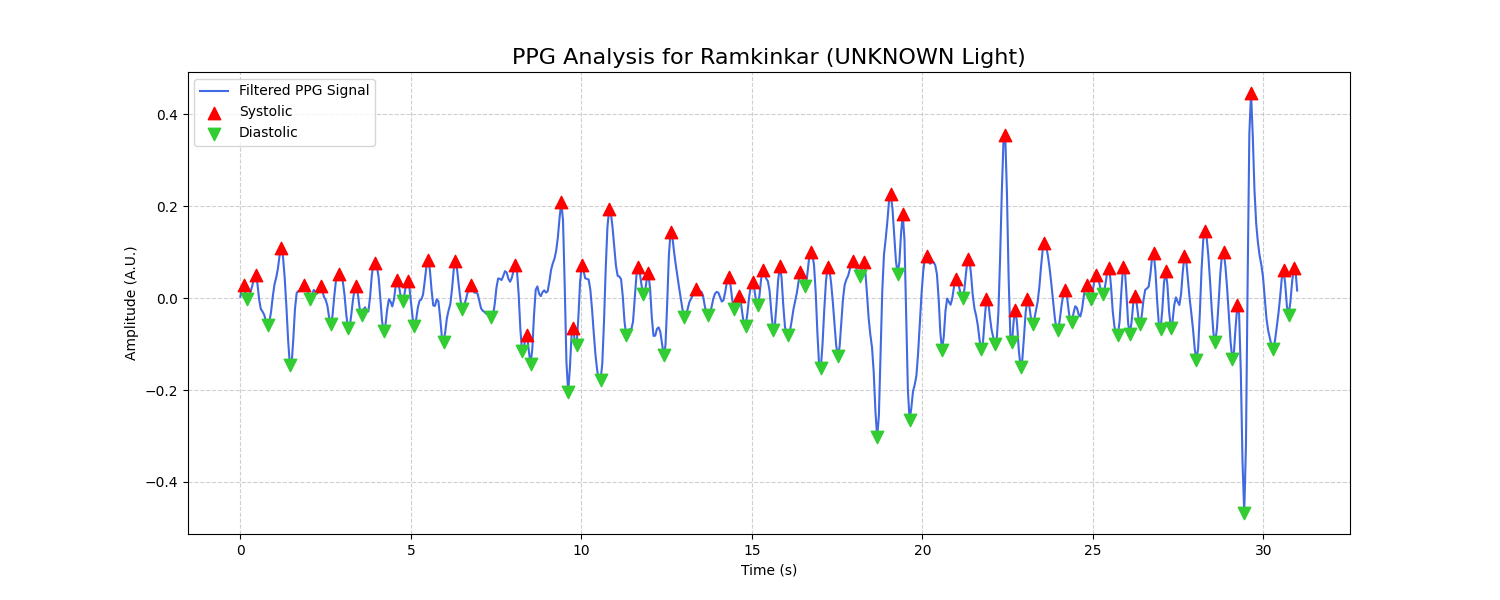 PPG Analysis for Ramkinkar (UNKNOWN Light)
Filtered PPG Signal
Systolic
Diastolic
Amplitude (A.U.)
0.4
0.2
0.0
−0.2
−0.4
0 5 10 15 20 25 30
Time (s)